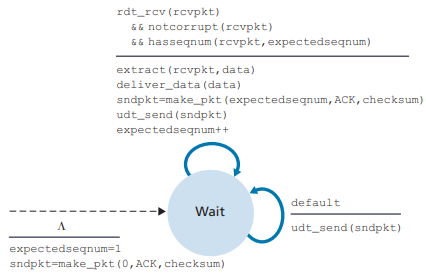 rdt_rcv(rcvpkt)
&& notcorrupt(rcvpkt)
&& hasseqnum(rcvpkt,expectedseqnum)
extract(rcvpkt,data)
deliver_data(data)
sndpkt=make_pkt(expectedseqnum,ACK,checksum)
udt_send(sndpkt)
expectedseqnum++
Wait
default
udt_send(sndpkt)
Λ
expectedseqnum=1
sndpkt=make_pkt(0,ACK,checksum)